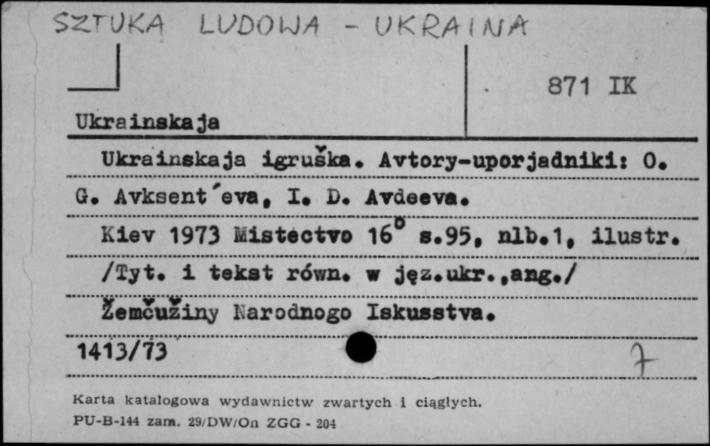 SZTUKA LUDOWA - UKRAINA
871 IK
Ukrainskaja
Ukrainskaja igruška. Avtory-uporjadniki: O.
G. Avksent´eva, I. D. Avdeeva.
Kiev 1973 Mistectvo 16° s.95, nlb.1, ilustr.
/Tyt. i tekst równ. w jęz.ukr.,ang./
Žemčužiny Narodnogo Iskusstva.
1413/73 7
Karta katalogowa wydawnictw zwartych i ciągłych.
PU-B-144 zam. 29/DW/On ZGG - 204